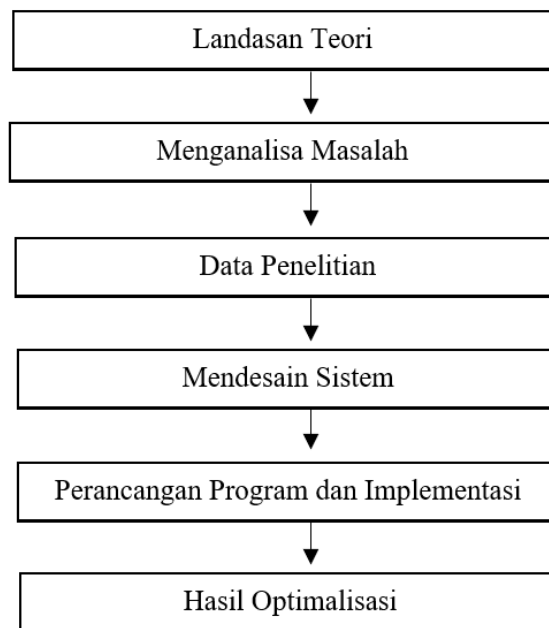 Landasan Teori
Menganalisa Masalah
Data Penelitian
Mendesain Sistem
Perancangan Program dan Implementasi
Hasil Optimalisasi